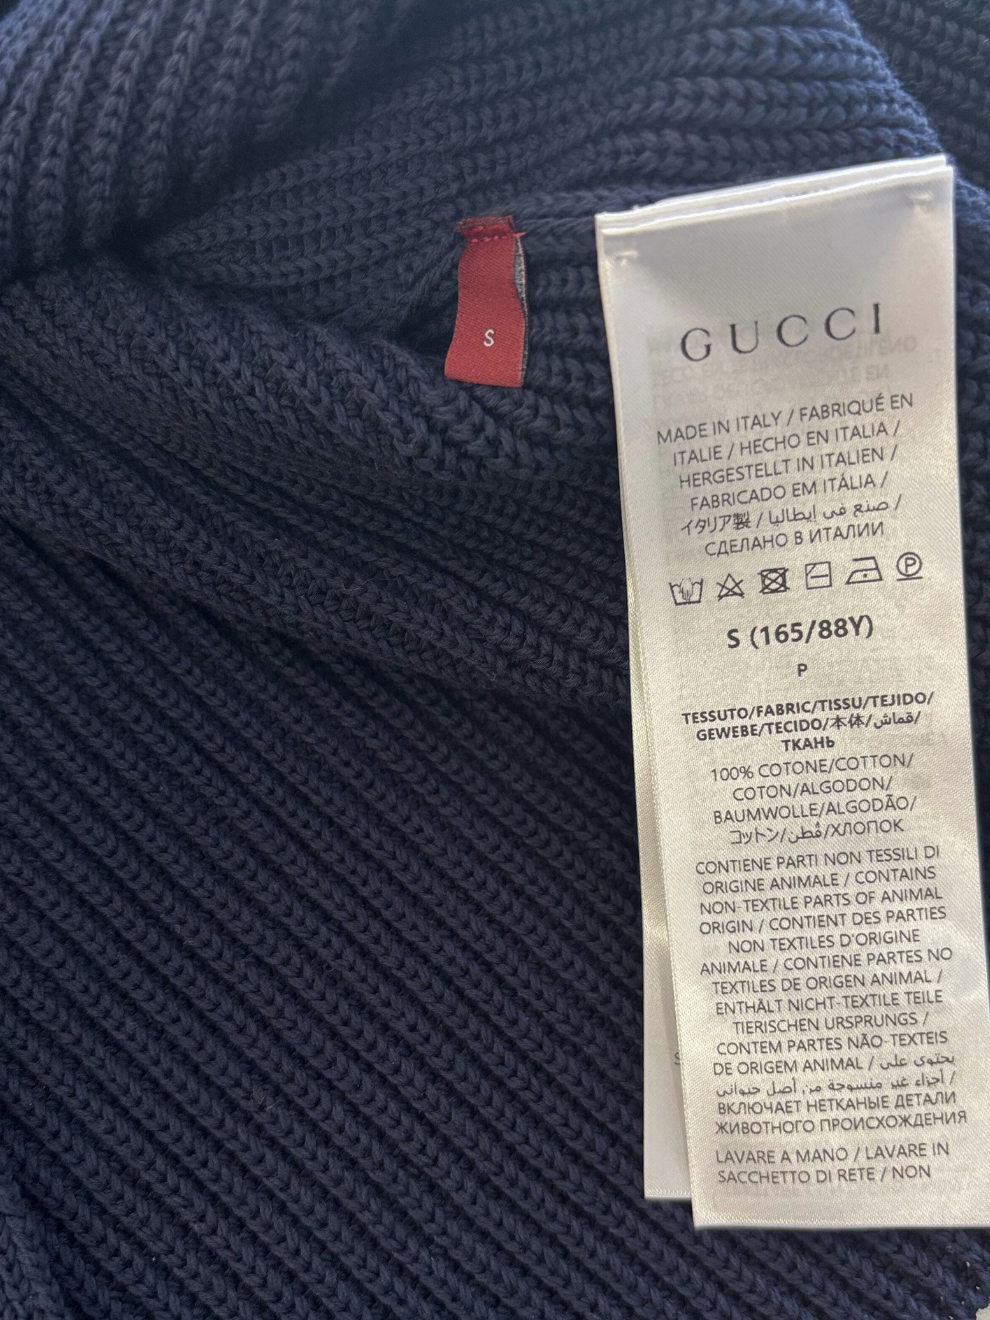 S
GUCCI
MADE IN ITALY / FABRIQUÉ EN
ITALIE / HECHO EN ITALIA /
HERGESTELLT IN ITALIEN /
FABRICADO EM ITÁLIA /
イタリア製 / صنع في إيطاليا /
СДЕЛАНО В ИТАЛИИ
P
S (165/88Y)
P
TESSUTO/FABRIC/TISSU/TEJIDO/
GEWEBE/TECIDO/本体/قماش/
ТКАНЬ
100% COTONE/COTTON/
COTON/ALGODON/
BAUMWOLLE/ALGODÃO/
コットン/قُطن/ХЛОПОК
CONTIENE PARTI NON TESSILI DI
ORIGINE ANIMALE / CONTAINS
NON-TEXTILE PARTS OF ANIMAL
ORIGIN / CONTIENT DES PARTIES
NON TEXTILES D'ORIGINE
ANIMALE / CONTIENE PARTES NO
TEXTILES DE ORIGEN ANIMAL /
ENTHÄLT NICHT-TEXTILE TEILE
TIERISCHEN URSPRUNGS /
CONTEM PARTES NÃO-TEXTEIS
DE ORIGEM ANIMAL / يحتوى على
أجزاء غير منسوجة من أصل حيوانى /
ВКЛЮЧАЕТ НЕТКАНЫЕ ДЕТАЛИ
ЖИВОТНОГО ПРОИСХОЖДЕНИЯ
LAVARE A MANO / LAVARE IN
SACCHETTO DI RETE / NON